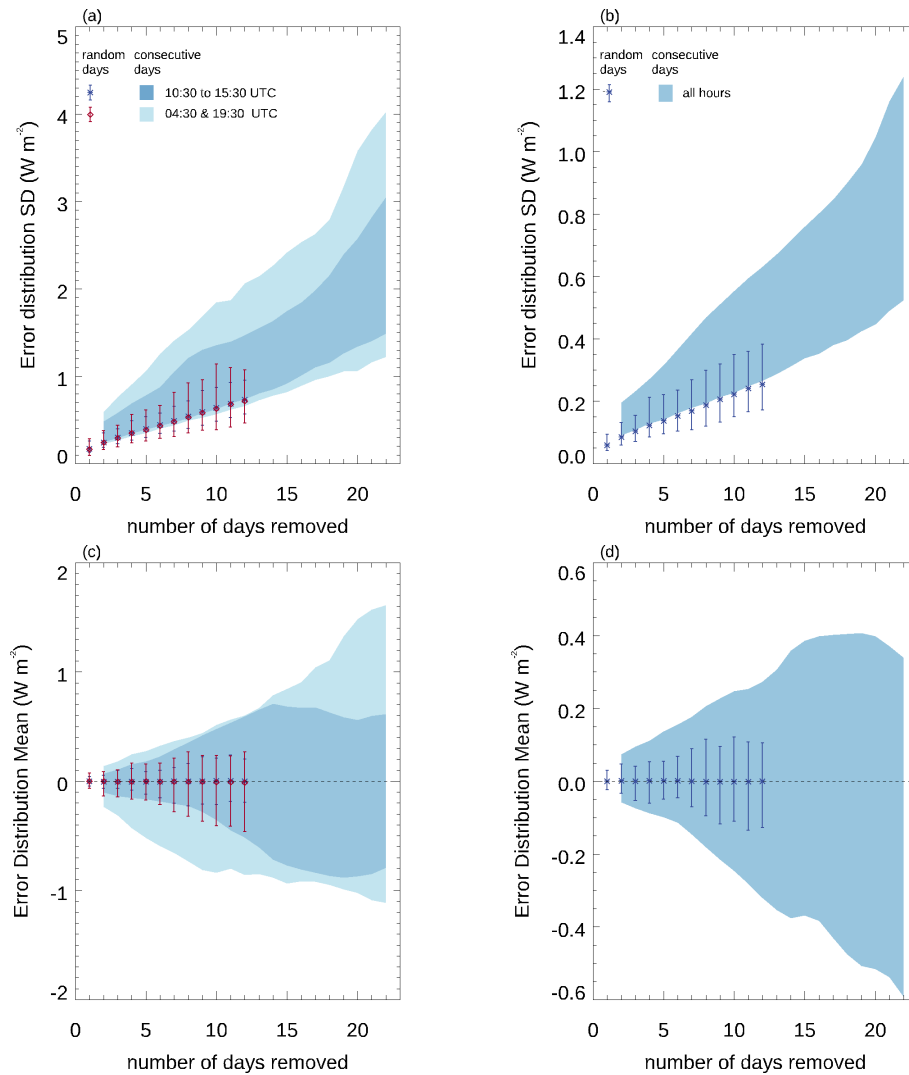 (a)
5
4
3
2
1
0
Error distribution SD (W m-2)
random consecutive
days days
10:30 to 15:30 UTC
04:30 & 19:30 UTC
0 5 10 15 20
number of days removed
(b)
1.4
1.2
1.0
0.8
0.6
0.4
0.2
0.0
Error distribution SD (W m-2)
random consecutive
days days
all hours
0 5 10 15 20
number of days removed
(c)
2
1
0
-1
-2
Error Distribution Mean (W m-2)
0 5 10 15 20
number of days removed
(d)
0.6
0.4
0.2
0.0
-0.2
-0.4
-0.6
Error Distribution Mean (W m-2)
0 5 10 15 20
number of days removed